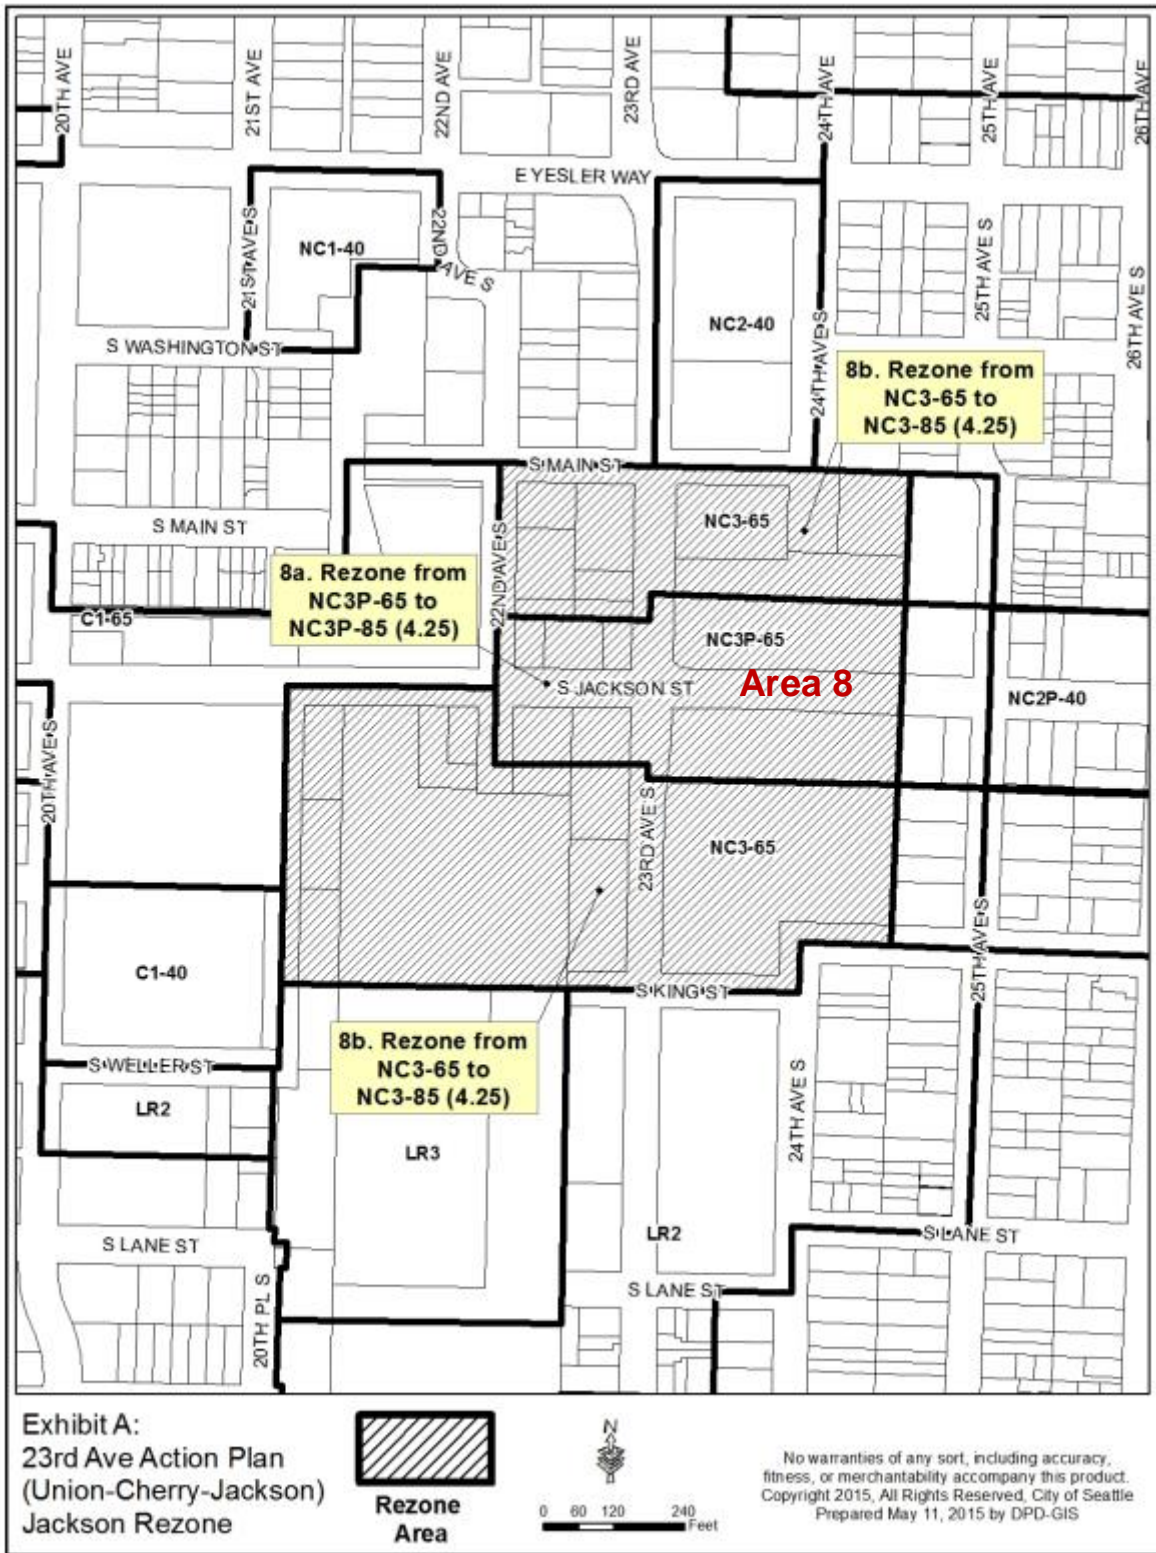 20TH AVE
21ST AVE
22ND AVE
23RD AVE
24TH AVE
25TH AVE
26TH AVE
E YESLER WAY
21ST AVE S
NC1-40
22ND AVE S
NC2-40
24TH AVE S
25TH AVE S
26TH AVE S
S WASHINGTON ST
8b. Rezone from
NC3-65 to
NC3-85 (4.25)
S MAIN ST
S MAIN ST
22ND AVE S
NC3-65
8a. Rezone from
NC3P-65 to
NC3P-85 (4.25)
C1-65
NC3P-65
S JACKSON ST
Area 8
NC2P-40
20TH AVE S
23RD AVE S
NC3-65
25TH AVE S
C1-40
S KING ST
8b. Rezone from
NC3-65 to
NC3-85 (4.25)
S WELLER ST
LR2
LR3
24TH AVE S
LR2
S LANE ST
S LANE ST
S LANE ST
20TH PL S
Exhibit A:
23rd Ave Action Plan
(Union-Cherry-Jackson)
Jackson Rezone
Rezone
Area
N
0 60 120 240
Feet
No warranties of any sort, including accuracy,
fitness, or merchantability accompany this product.
Copyright 2015, All Rights Reserved, City of Seattle
Prepared May 11, 2015 by DPD-GIS